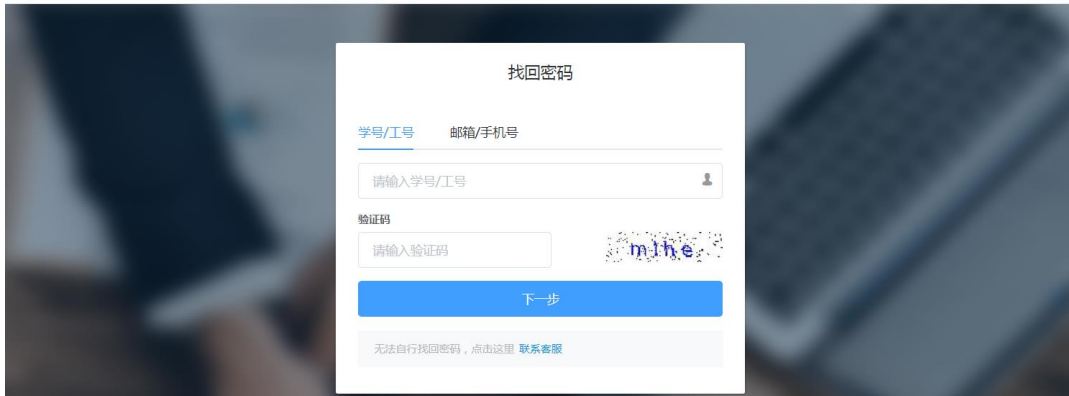 找回密码
学号/工号 邮箱/手机号
请输入学号/工号
验证码
请输入验证码
下一步
无法自行找回密码，点击这里 联系客服